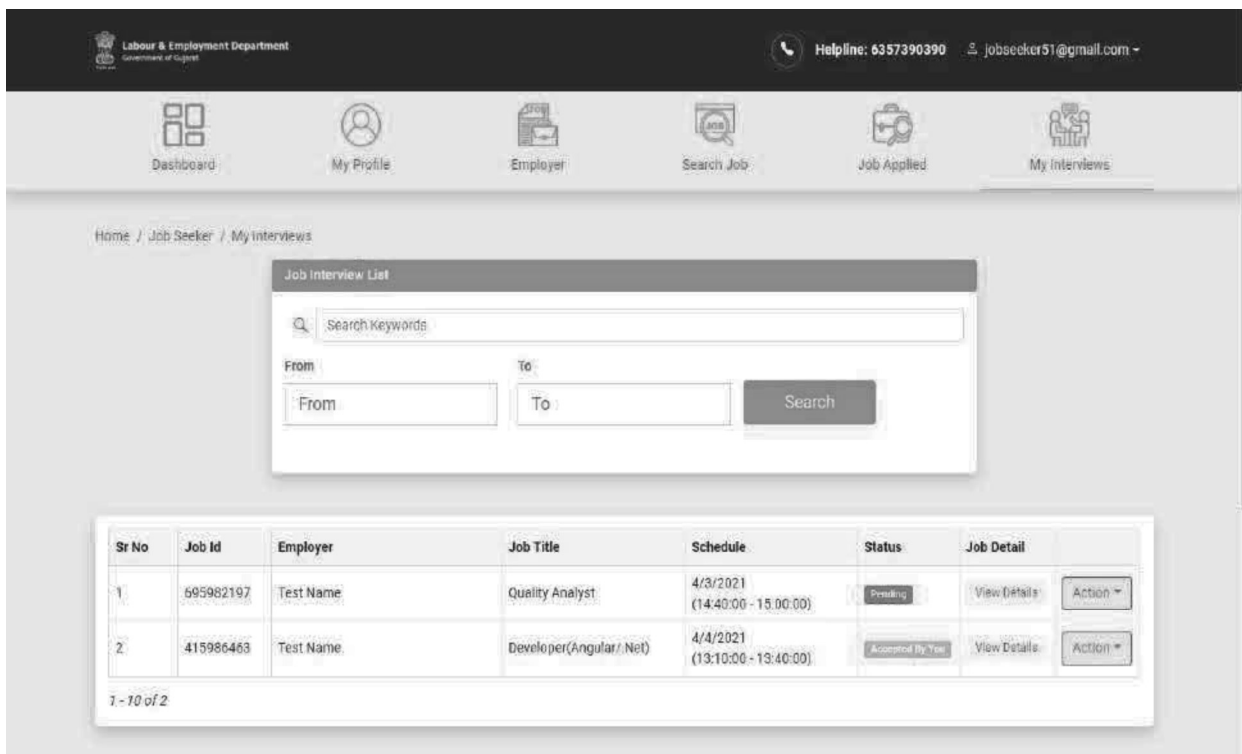 Labour & Employment Department
Government of Gujarat
Helpline: 6357390390 jobseeker51@gmail.com
Dashboard My Profile Employer Search Job Job Applied My Interviews
Home / Job Seeker / My Interviews
Job Interview List
Search Keywords
From To
From To Search
Sr No Job Id Employer Job Title Schedule Status Job Detail
1 695982197 Test Name Quality Analyst 4/3/2021 (14:40:00 - 15:00:00) Pending View Details Action
2 415986463 Test Name Developer(Angular/.Net) 4/4/2021 (13:10:00 - 13:40:00) Accepted By You View Details Action
1 - 10 of 2